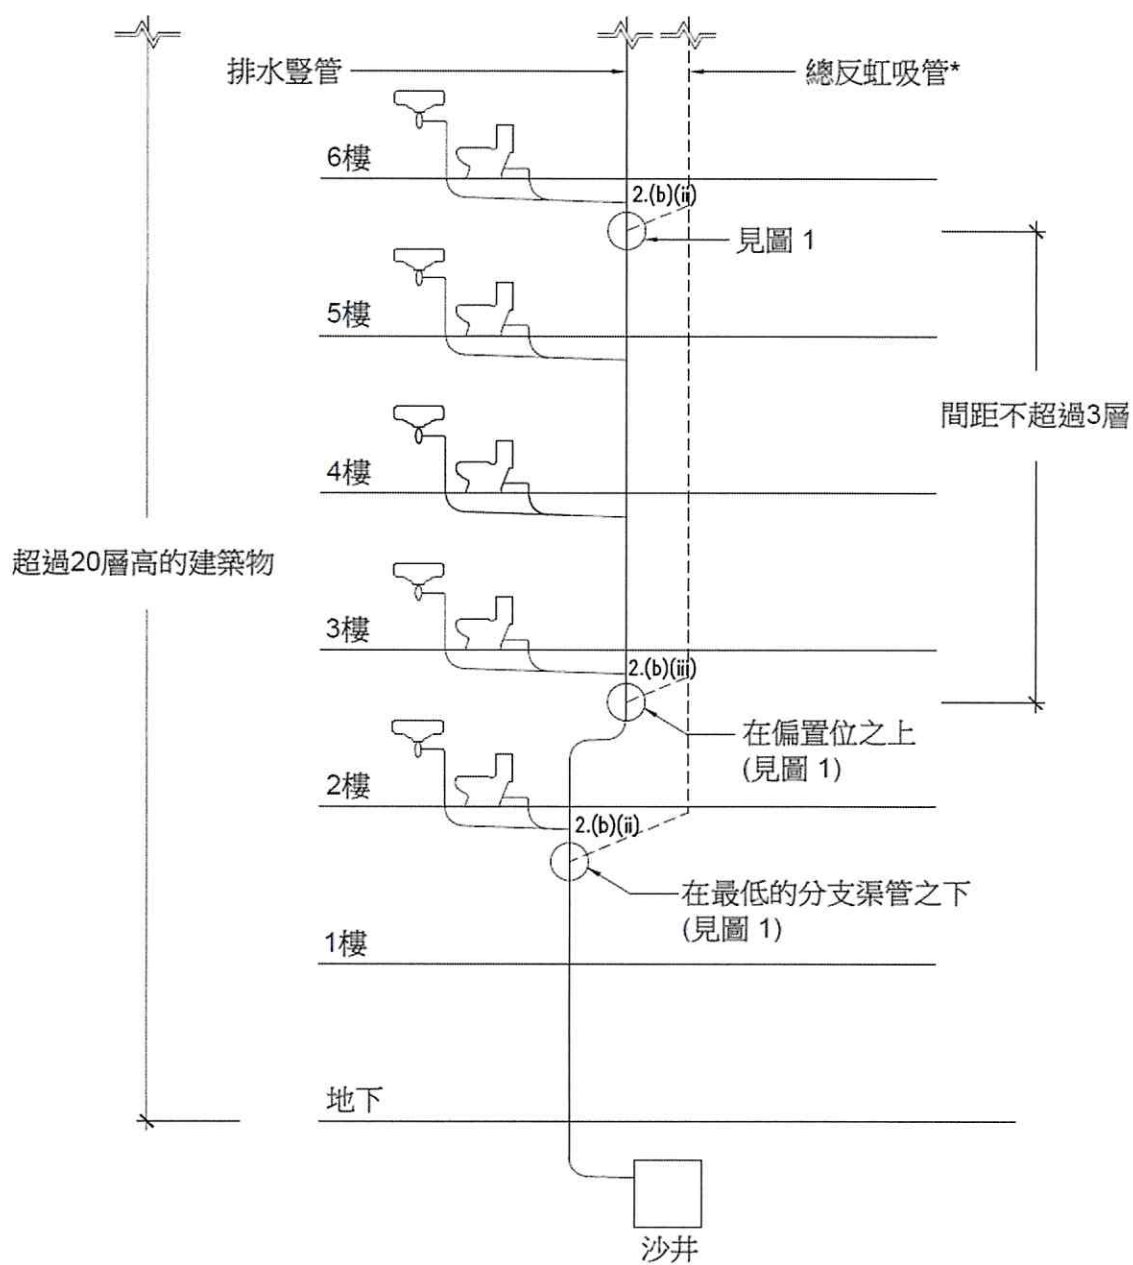 排水豎管
總反虹吸管*
6樓
2.(b)(ii)
見圖 1
5樓
間距不超過3層
4樓
超過20層高的建築物
3樓
2.(b)(iii)
在偏置位之上
(見圖 1)
2樓
2.(b)(ii)
在最低的分支渠管之下
(見圖 1)
1樓
地下
沙井